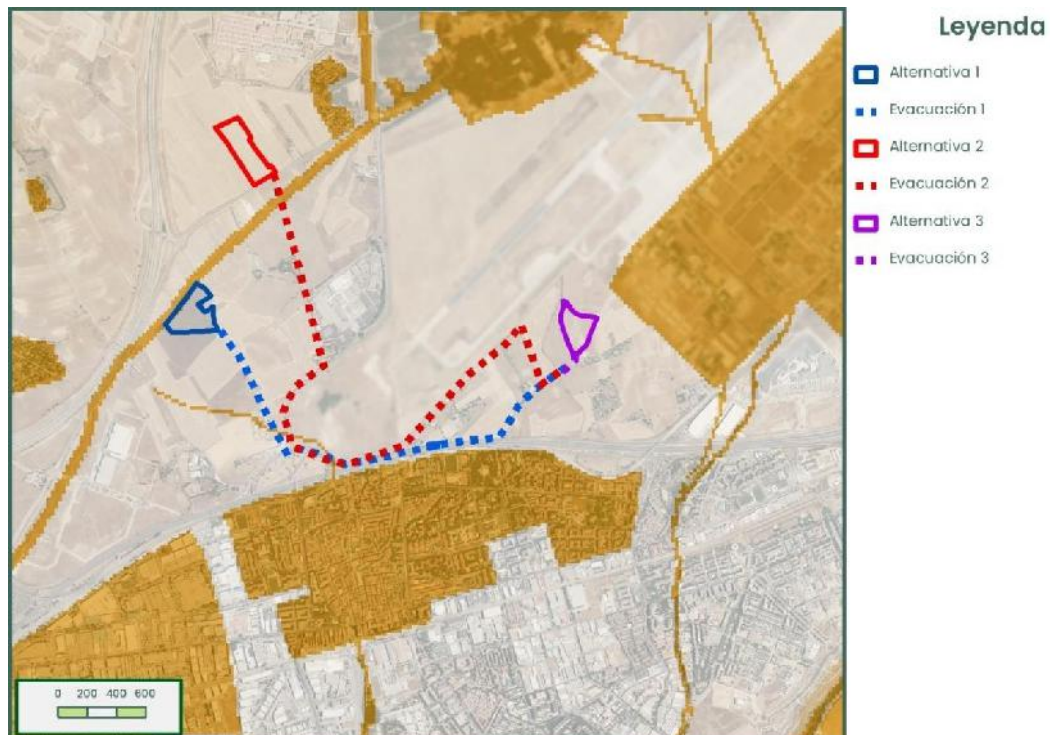 Leyenda
Alternativa 1
Evacuación 1
Alternativa 2
Evacuación 2
Alternativa 3
Evacuación 3
0 200 400 600